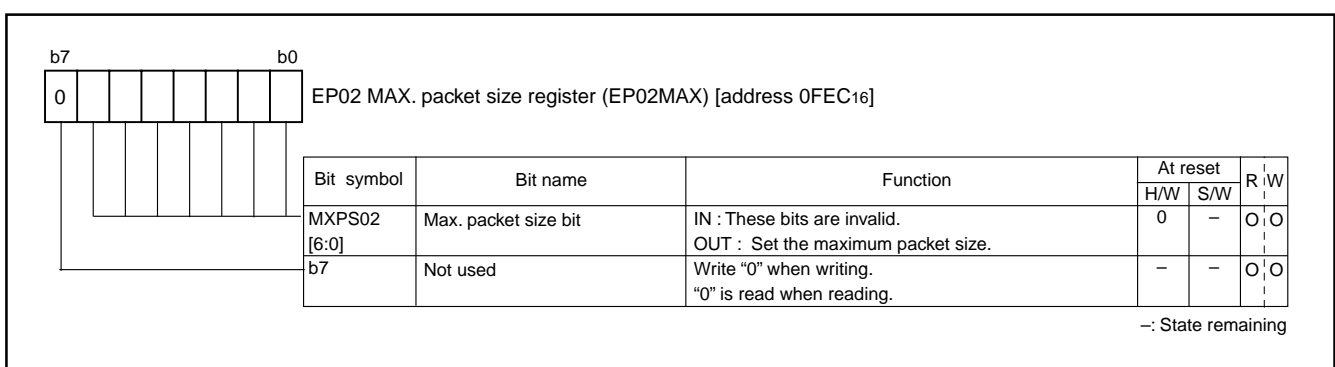 b7 b0
0 EP02 MAX. packet size register (EP02MAX) [address 0FEC16]
Bit symbol Bit name Function At reset R W
H/W S/W
MXPS02 Max. packet size bit IN : These bits are invalid. 0 – O O
[6:0] OUT : Set the maximum packet size.
b7 Not used Write “0” when writing. – – O O
“0” is read when reading.
–: State remaining